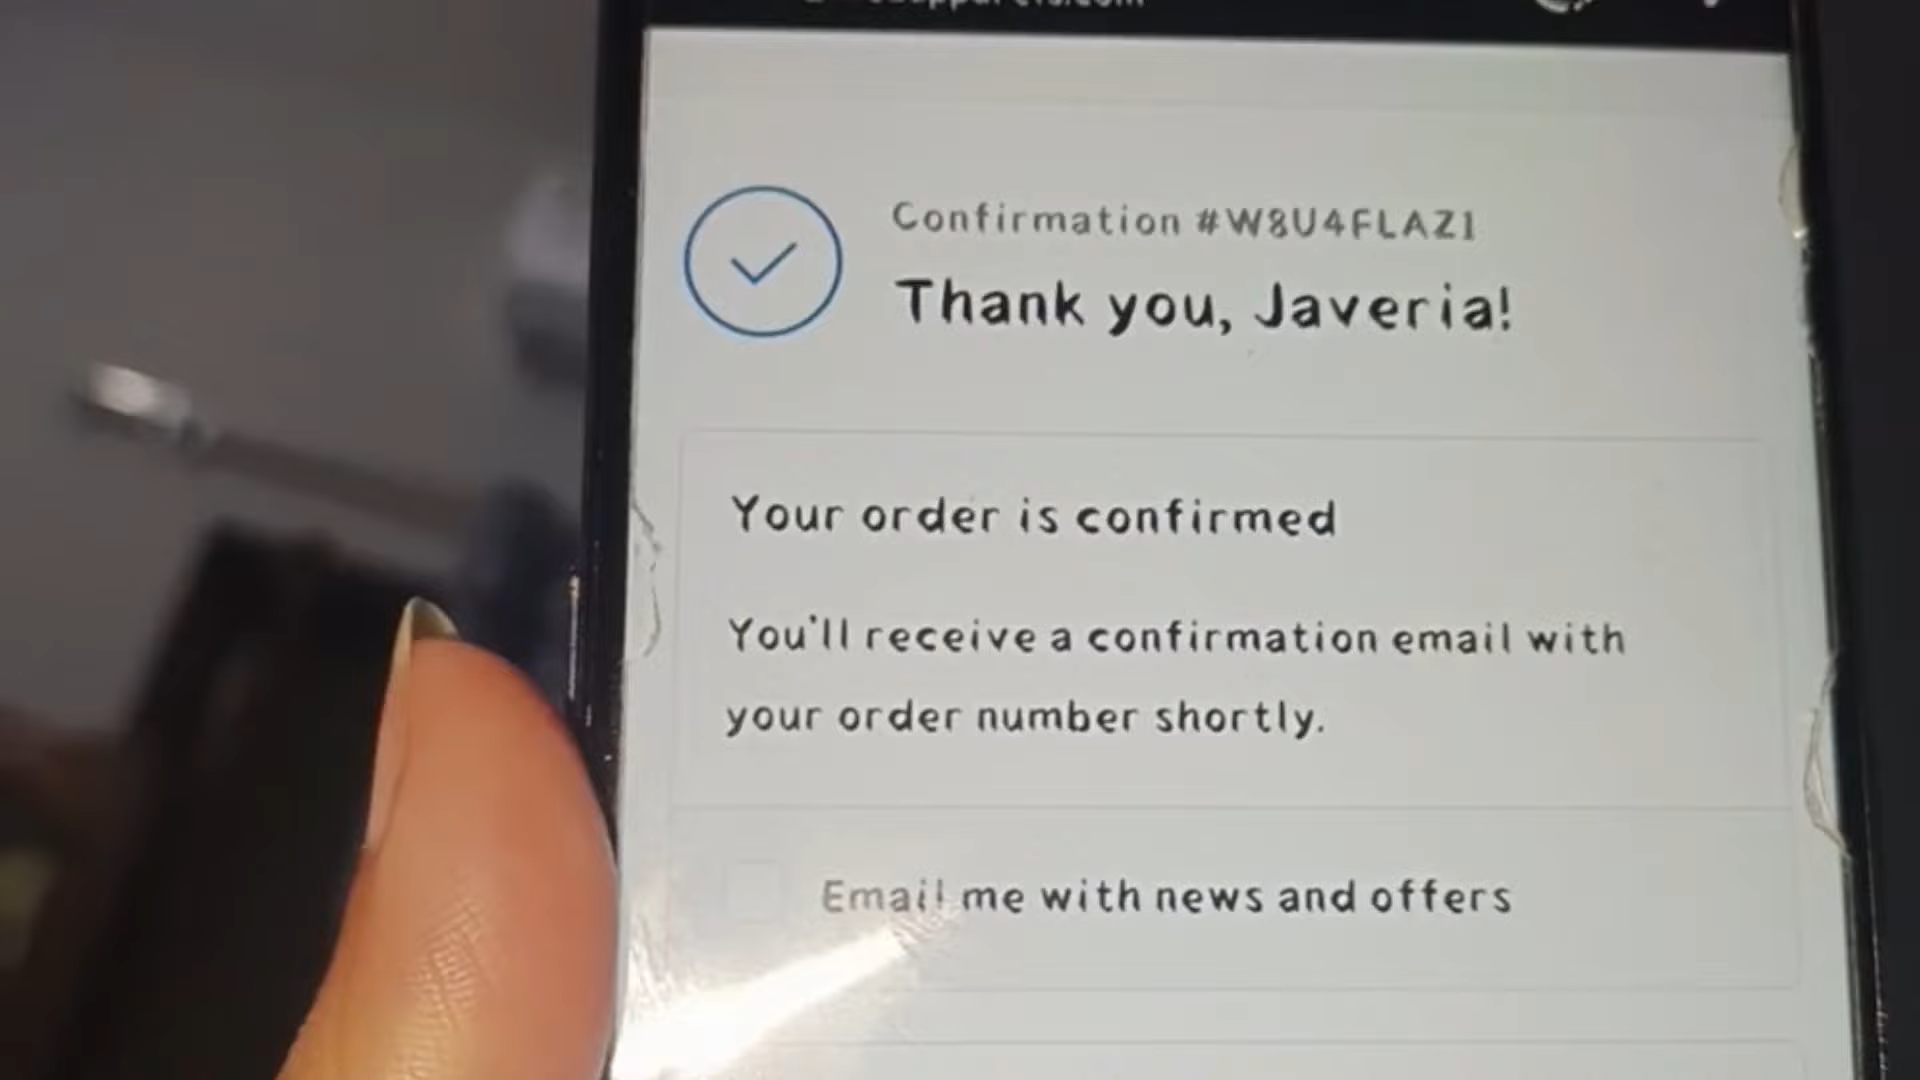 Confirmation #W8U4FLAZ1
Thank you, Javeria!
Your order is confirmed
You'll receive a confirmation email with
your order number shortly.
Email me with news and offers